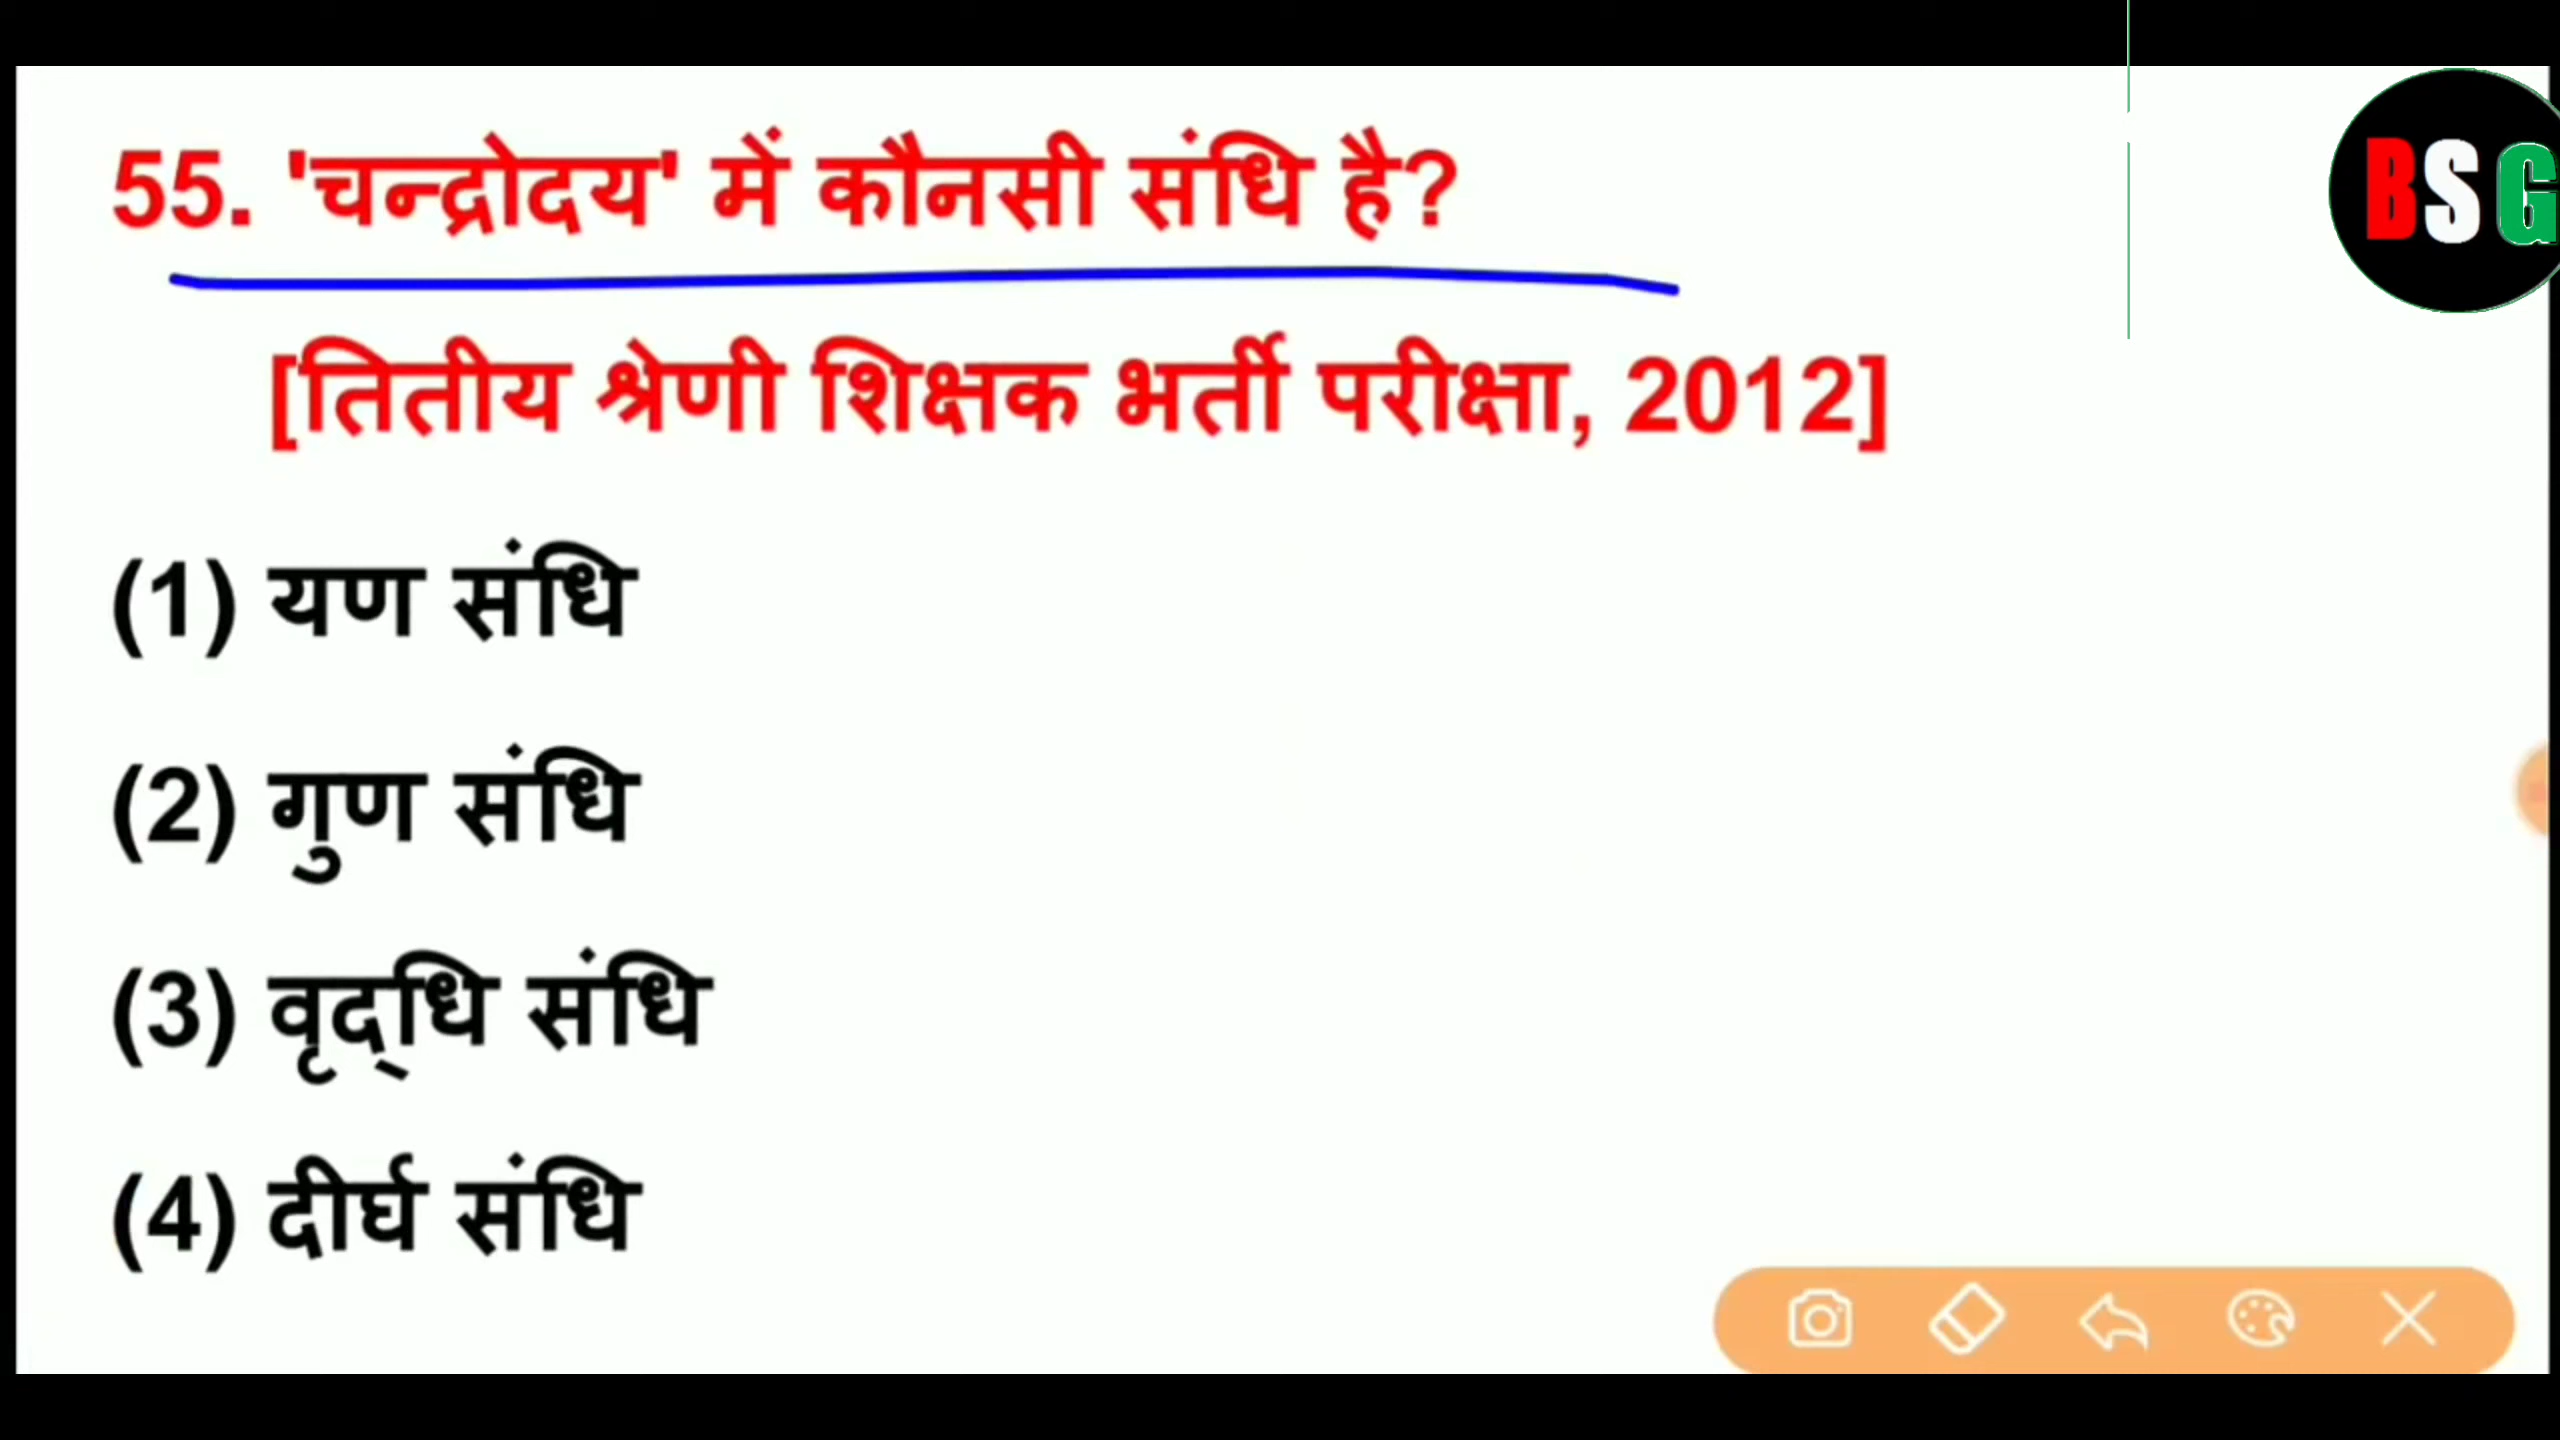 55. 'चन्द्रोदय' में कौनसी संधि है?
[तितीय श्रेणी शिक्षक भर्ती परीक्षा, 2012]
(1) यण संधि
(2) गुण संधि
(3) वृद्‌धि संधि
(4) दीर्घ संधि
BSG